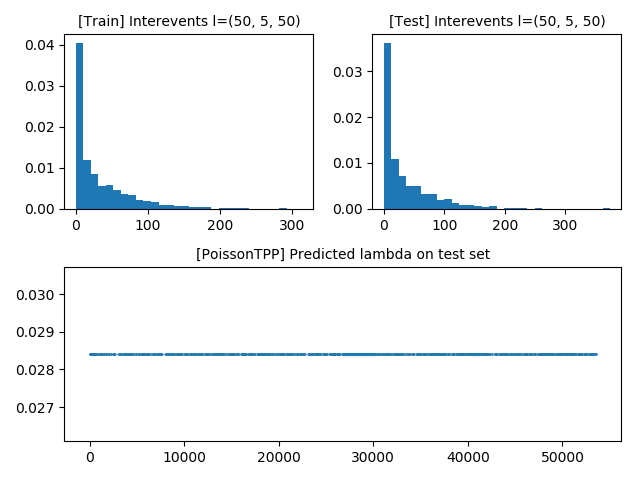 [Train] Interevents l=(50, 5, 50)
[Test] Interevents l=(50, 5, 50)
0.04
0.03
0.02
0.01
0.00
0 100 200 300
0.03
0.02
0.01
0.00
0 100 200 300
[PoissonTPP] Predicted lambda on test set
0.030
0.029
0.028
0.027
0 10000 20000 30000 40000 50000